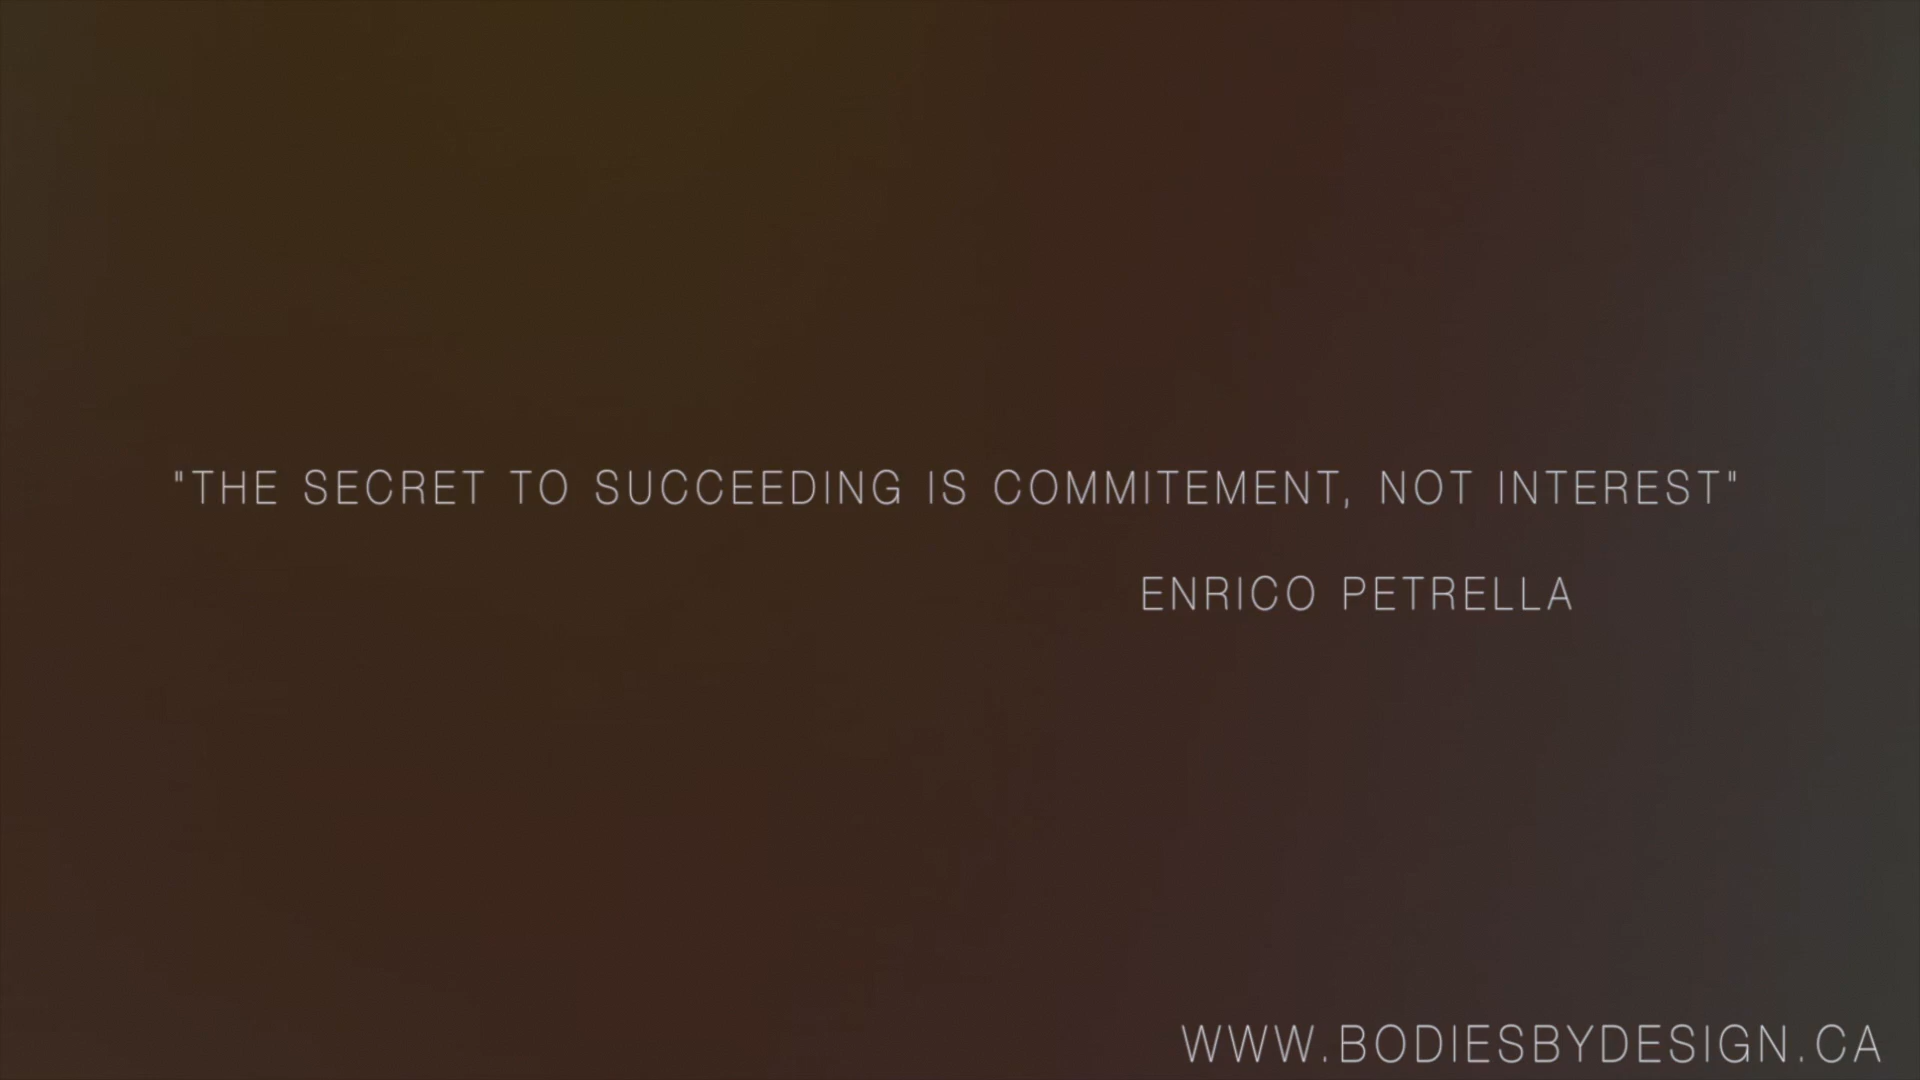 "THE SECRET TO SUCCEEDING IS COMMITEMENT, NOT INTEREST"
ENRICO PETRELLA
WWW.BODIESBYDESIGN.CA